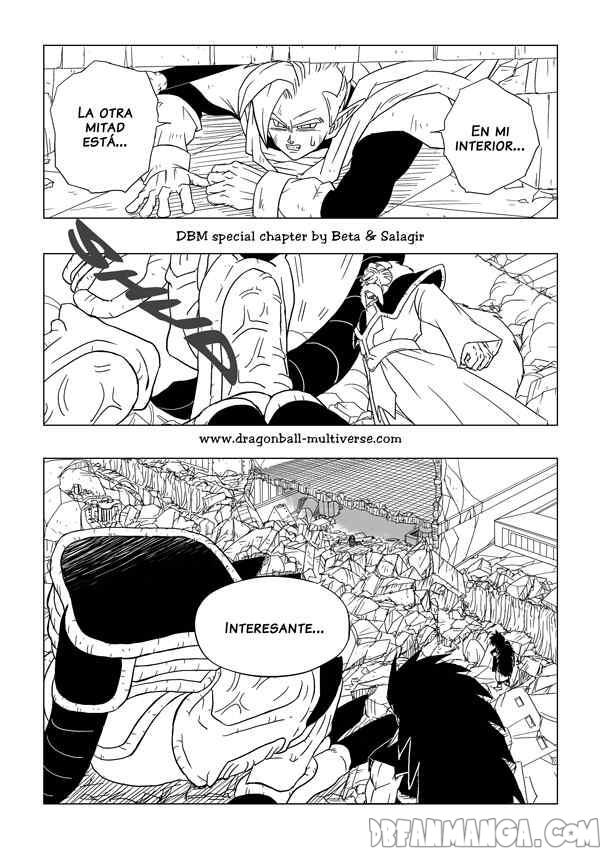 LA OTRA
MITAD
ESTÁ...
EN MI
INTERIOR...
DBM special chapter by Beta & Salagir
SHUD
www.dragonball-multiverse.com
INTERESANTE...
DBFANMANGA.COM